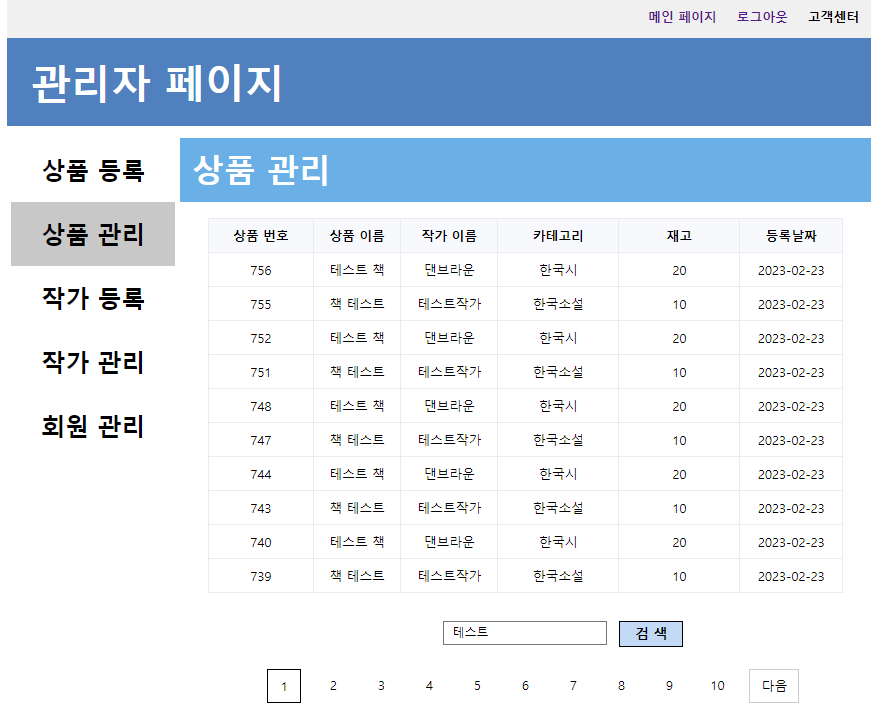 메인 페이지 로그아웃 고객센터
관리자 페이지
상품 등록
상품 관리
작가 등록
작가 관리
회원 관리
상품 관리
상품 번호 상품 이름 작가 이름 카테고리 재고 등록날짜
756 테스트 책 댄브라운 한국시 20 2023-02-23
755 책 테스트 테스트작가 한국소설 10 2023-02-23
752 테스트 책 댄브라운 한국시 20 2023-02-23
751 책 테스트 테스트작가 한국소설 10 2023-02-23
748 테스트 책 댄브라운 한국시 20 2023-02-23
747 책 테스트 테스트작가 한국소설 10 2023-02-23
744 테스트 책 댄브라운 한국시 20 2023-02-23
743 책 테스트 테스트작가 한국소설 10 2023-02-23
740 테스트 책 댄브라운 한국시 20 2023-02-23
739 책 테스트 테스트작가 한국소설 10 2023-02-23
테스트 검 색
1 2 3 4 5 6 7 8 9 10 다음